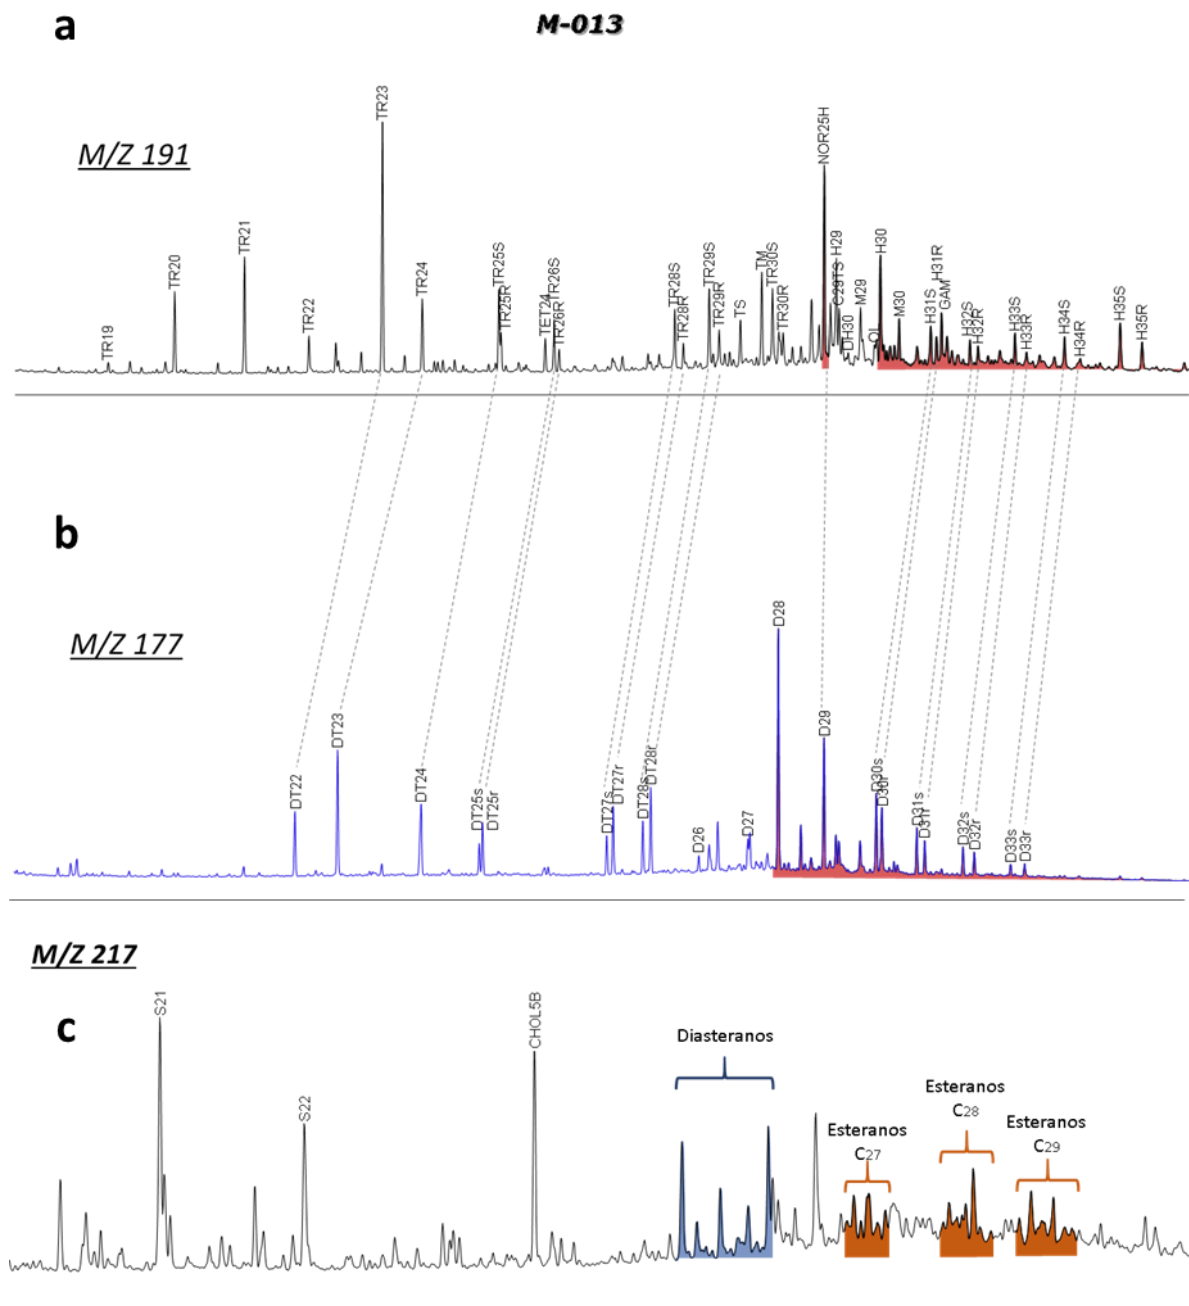 a
M-013
M/Z 191
TR19
TR20
TR21
TR22
TR23
TR24
TR25S
TR25R
TET24
TR26S
TR26R
TR28S
TR28R
TR29S
TR29R
TS
TM
TR30S
TR30R
NOR25H
H29
C29TS
DH30
M29
OL
H30
M30
H31S
H31R
GAM
H32S
H32R
H33S
H33R
H34S
H34R
H35S
H35R
b
M/Z 177
DT22
DT23
DT24
DT25s
DT25r
DT27s
DT27r
DT28s
DT28r
D26
D27
D28
D29
D30s
D30r
D31s
D31r
D32s
D32r
D33s
D33r
M/Z 217
c
S21
S22
CHOL5B
Diasteranos
Esteranos
C27
Esteranos
C28
Esteranos
C29